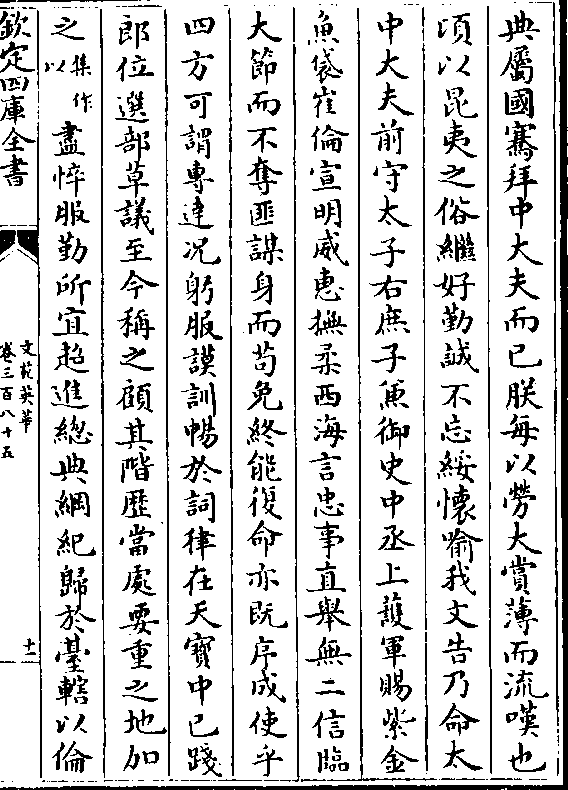 典屬國騫拜中大夫而已朕每以勞大賞薄而流嘆也
頃以昆夷之俗繼好勤誠不忘綏懷喻我文告乃命太
中大夫前守太子右庶子兼御史中丞上護軍賜紫金
魚袋崔倫宣明威惠撫柔西海言忠事直舉無二信臨
大節而不奪匪謀身而苟免終能復命亦既序成使乎
四方可謂專達况躬服謨訓暢於詞律在天寶中已踐
郎位選部草議至今稱之顧其階歴當處要重之地加
之集作以盡悴服勤所宜超進總典綱紀歸於臺轄以倫
欽定四庫全書
文苑英華
卷三百八十五
十一